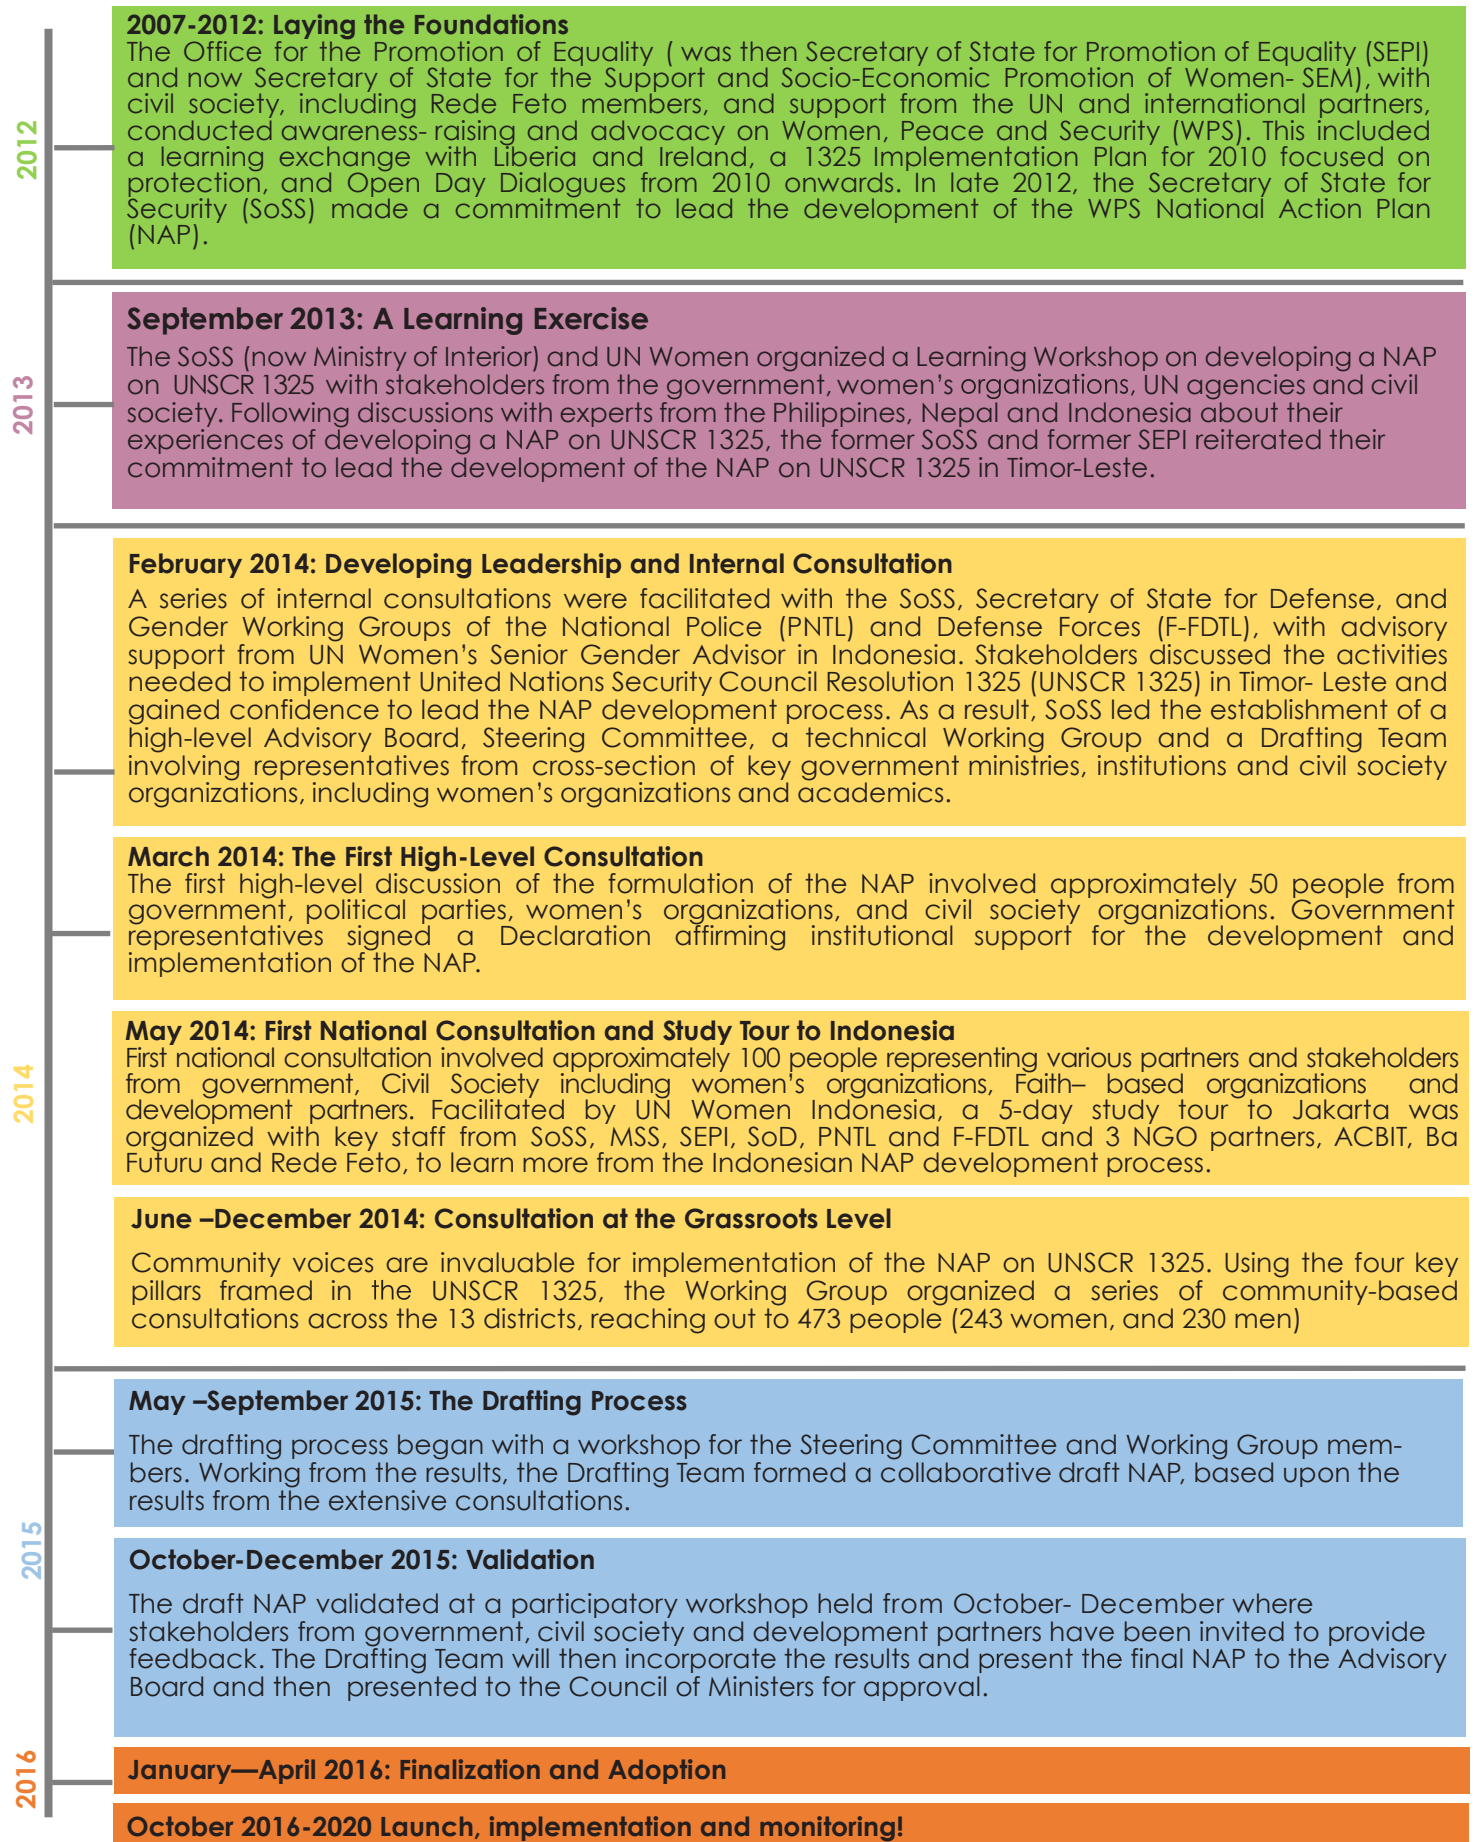 2012
2007-2012: Laying the Foundations
The Office for the Promotion of Equality ( was then Secretary of State for Promotion of Equality (SEPI)
and now Secretary of State for the Support and Socio-Economic Promotion of Women- SEM), with
civil society, including Rede Feto members, and support from the UN and international partners,
conducted awareness- raising and advocacy on Women, Peace and Security (WPS). This included
a learning exchange with Liberia and Ireland, a 1325 Implementation Plan for 2010 focused on
protection, and Open Day Dialogues from 2010 onwards. In late 2012, the Secretary of State for
Security (SoSS) made a commitment to lead the development of the WPS National Action Plan
(NAP).
2013
September 2013: A Learning Exercise
The SoSS (now Ministry of Interior) and UN Women organized a Learning Workshop on developing a NAP
on UNSCR 1325 with stakeholders from the government, women's organizations, UN agencies and civil
society. Following discussions with experts from the Philippines, Nepal and Indonesia about their
experiences of developing a NAP on UNSCR 1325, the former SoSS and former SEPI reiterated their
commitment to lead the development of the NAP on UNSCR 1325 in Timor-Leste.
2014
February 2014: Developing Leadership and Internal Consultation
A series of internal consultations were facilitated with the SoSS, Secretary of State for Defense, and
Gender Working Groups of the National Police (PNTL) and Defense Forces (F-FDTL), with advisory
support from UN Women's Senior Gender Advisor in Indonesia. Stakeholders discussed the activities
needed to implement United Nations Security Council Resolution 1325 (UNSCR 1325) in Timor- Leste and
gained confidence to lead the NAP development process. As a result, SoSS led the establishment of a
high-level Advisory Board, Steering Committee, a technical Working Group and a Drafting Team
involving representatives from cross-section of key government ministries, institutions and civil society
organizations, including women's organizations and academics.
March 2014: The First High-Level Consultation
The first high-level discussion of the formulation of the NAP involved approximately 50 people from
government, political parties, women's organizations, and civil society organizations. Government
representatives signed a Declaration affirming institutional support for the development and
implementation of the NAP.
May 2014: First National Consultation and Study Tour to Indonesia
First national consultation involved approximately 100 people representing various partners and stakeholders
from government, Civil Society including women's organizations, Faith– based organizations and
development partners. Facilitated by UN Women Indonesia, a 5-day study tour to Jakarta was
organized with key staff from SoSS, MSS, SEPI, SoD, PNTL and F-FDTL and 3 NGO partners, ACBIT, Ba
Futuru and Rede Feto, to learn more from the Indonesian NAP development process.
June –December 2014: Consultation at the Grassroots Level
Community voices are invaluable for implementation of the NAP on UNSCR 1325. Using the four key
pillars framed in the UNSCR 1325, the Working Group organized a series of community-based
consultations across the 13 districts, reaching out to 473 people (243 women, and 230 men)
2015
May –September 2015: The Drafting Process
The drafting process began with a workshop for the Steering Committee and Working Group mem-
bers. Working from the results, the Drafting Team formed a collaborative draft NAP, based upon the
results from the extensive consultations.
October-December 2015: Validation
The draft NAP validated at a participatory workshop held from October- December where
stakeholders from government, civil society and development partners have been invited to provide
feedback. The Drafting Team will then incorporate the results and present the final NAP to the Advisory
Board and then presented to the Council of Ministers for approval.
2016
January—April 2016: Finalization and Adoption
October 2016-2020 Launch, implementation and monitoring!